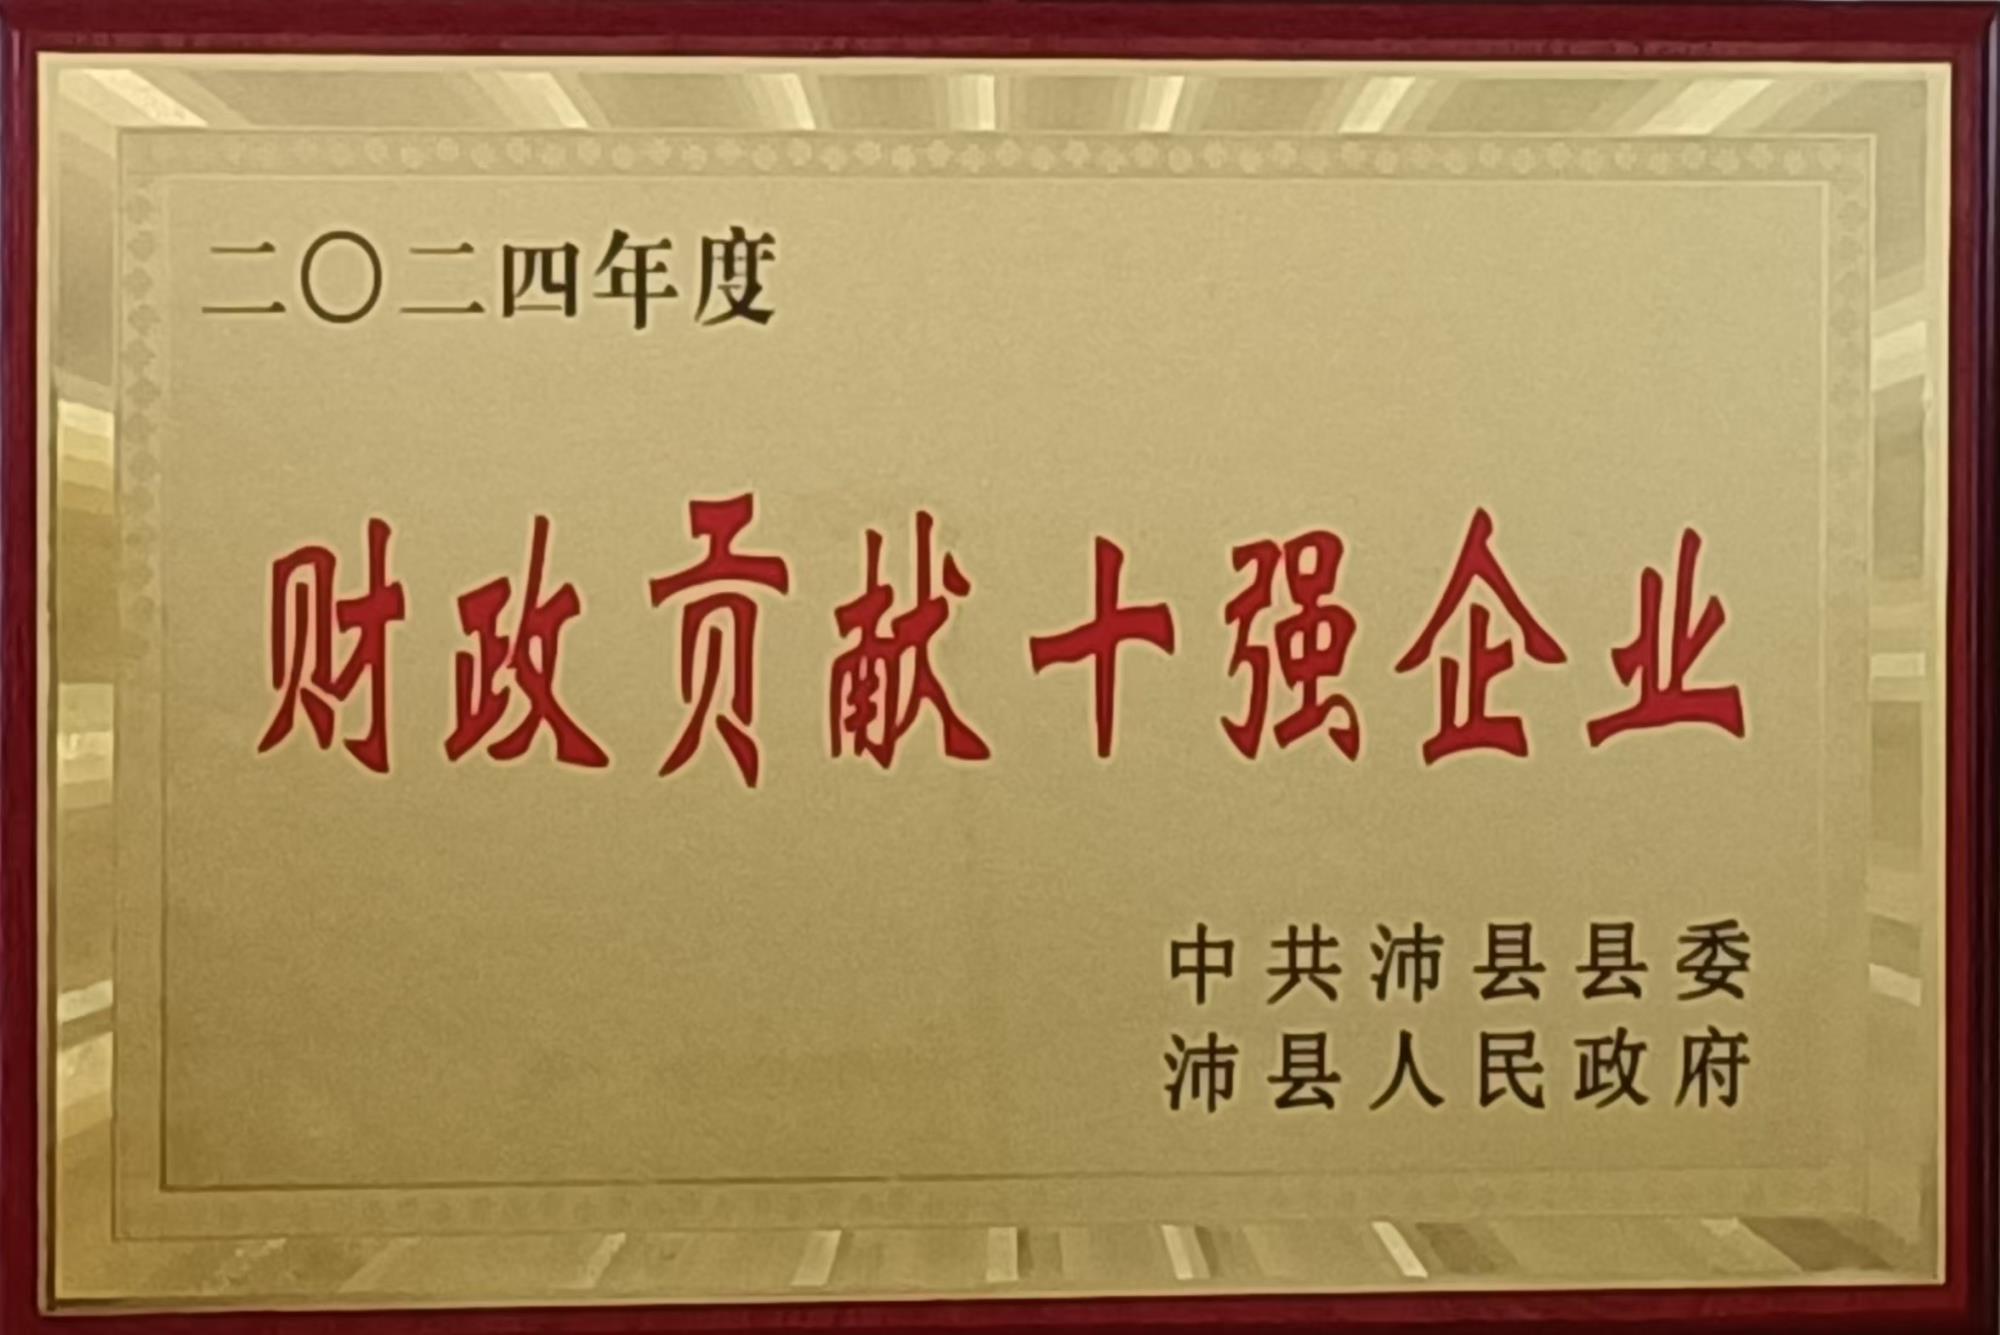 二〇二四年度
财政贡献十强企业
中共沛县县委
沛县人民政府